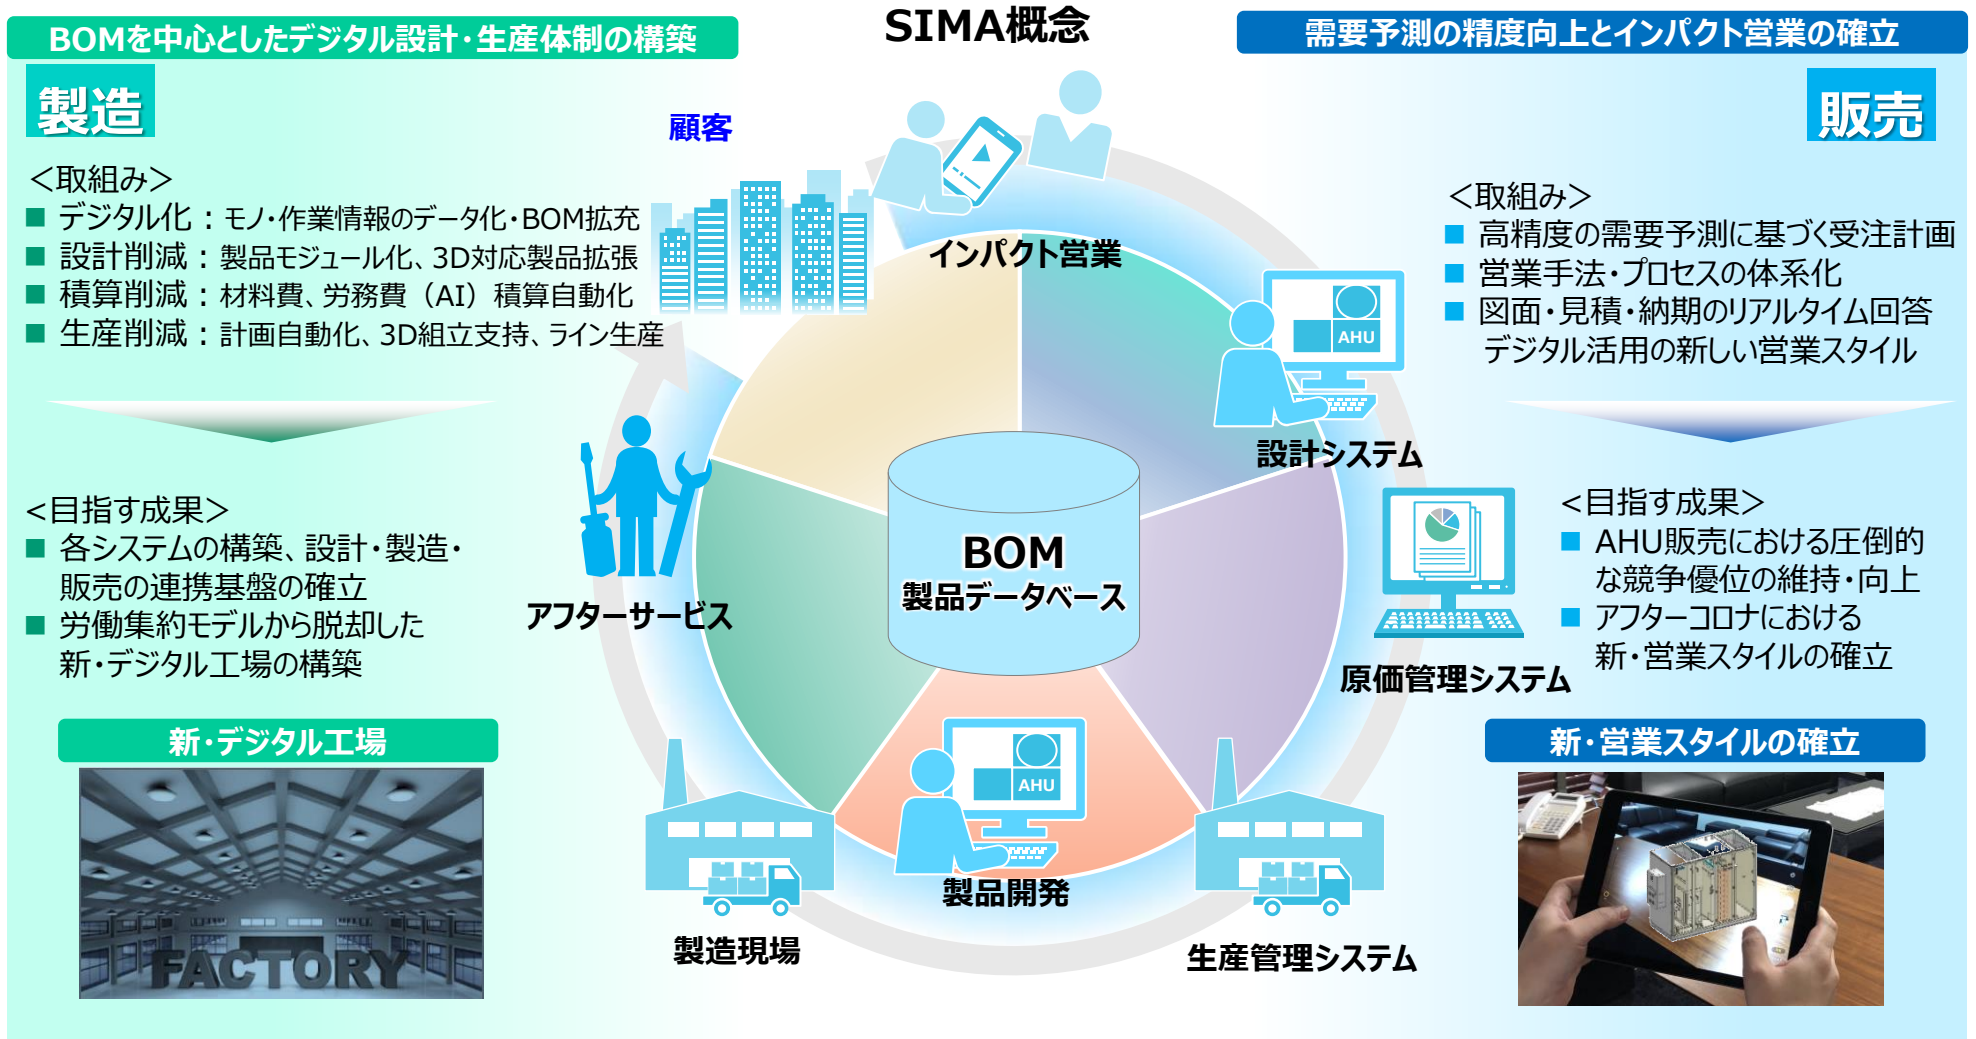 SIMA概念
BOMを中心としたデジタル設計・生産体制の構築
製造
<取組み>
■ デジタル化:モノ・作業情報のデータ化・BOM拡充
■ 設計削減:製品モジュール化、3D対応製品拡張
■ 積算削減:材料費、労務費（AI）積算自動化
■ 生産削減:計画自動化、3D組立支持、ライン生産
<目指す成果>
■ 各システムの構築、設計・製造・
販売の連携基盤の確立
■ 労働集約モデルから脱却した
新・デジタル工場の構築
新・デジタル工場
FACTORY
顧客
インパクト営業
AHU
設計システム
原価管理システム
生産管理システム
AHU
製品開発
製造現場
アフターサービス
BOM
製品データベース
需要予測の精度向上とインパクト営業の確立
販売
<取組み>
■ 高精度の需要予測に基づく受注計画
■ 営業手法・プロセスの体系化
■ 図面・見積・納期のリアルタイム回答
デジタル活用の新しい営業スタイル
<目指す成果>
■ AHU販売における圧倒的
な競争優位の維持・向上
■ アフターコロナにおける
新・営業スタイルの確立
新・営業スタイルの確立